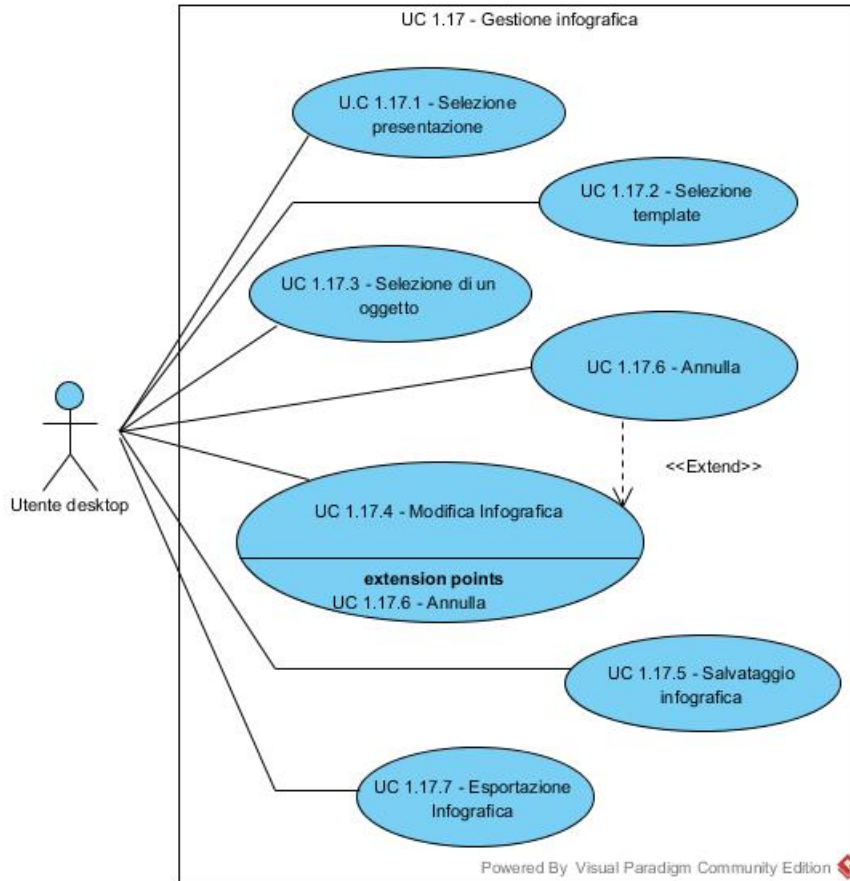 UC 1.17 - Gestione infografica
U.C 1.17.1 - Selezione
presentazione
UC 1.17.2 - Selezione
template
UC 1.17.3 - Selezione di un
oggetto
UC 1.17.6 - Annulla
<<Extend>>
Utente desktop
UC 1.17.4 - Modifica Infografica
extension points
UC 1.17.6 - Annulla
UC 1.17.5 - Salvataggio
infografica
UC 1.17.7 - Esportazione
Infografica
Powered By Visual Paradigm Community Edition